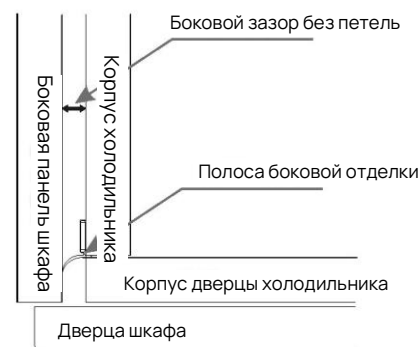 Боковой зазор без петель
Боковая панель шкафа
Корпус холодильника
Полоса боковой отделки
Корпус дверцы холодильника
Дверца шкафа